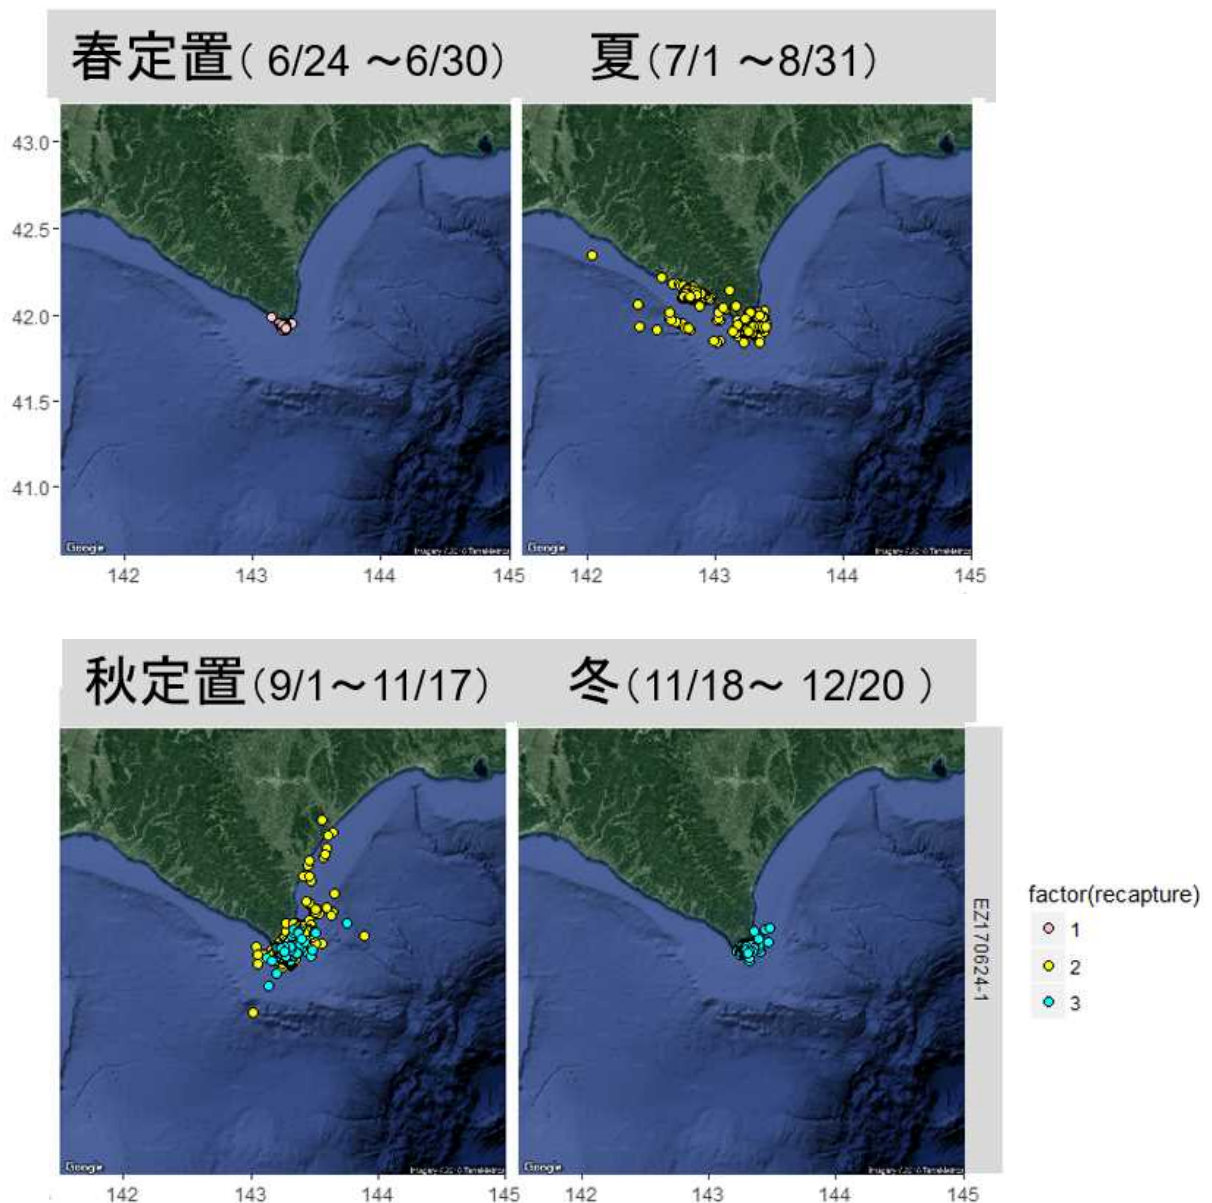 春定置( 6/24 ～6/30) 夏(7/1 ～8/31)
43.0
42.5
42.0
41.5
41.0
Google
Google
142 143 144 145 142 143 144 145
秋定置(9/1～11/17) 冬(11/18～ 12/20 )
EZ170624-1
factor(recapture)
1
2
3
Google
Google
142 143 144 145 142 143 144 145